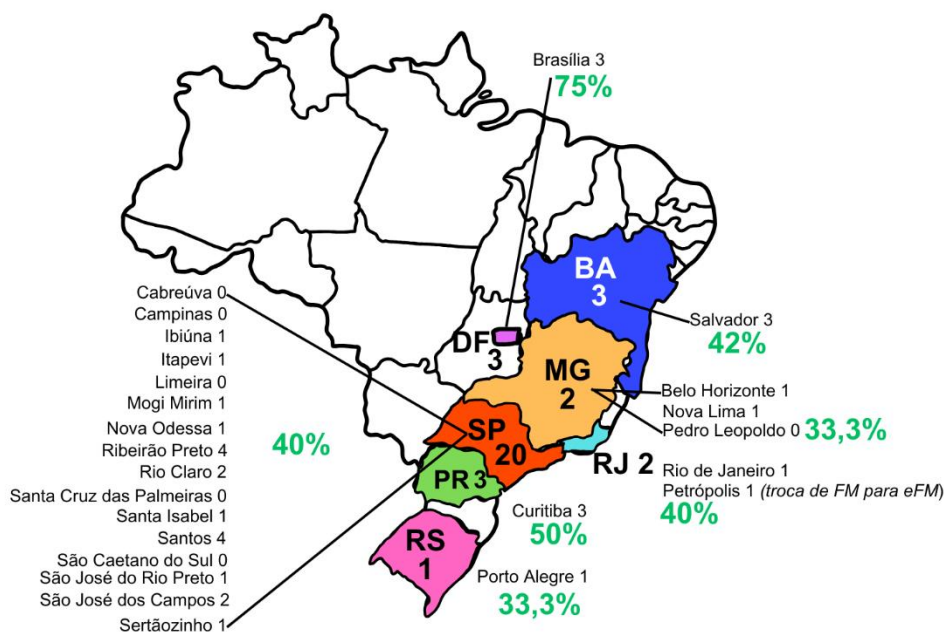 Brasília 3
75%
BA
3
Salvador 3
42%
DF
3
MG
2
Belo Horizonte 1
Nova Lima 1
Pedro Leopoldo 0
33,3%
Cabreúva 0
Campinas 0
Ibiúna 1
Itapevi 1
Limeira 0
Mogi Mirim 1
Nova Odessa 1
Ribeirão Preto 4
Rio Claro 2
Santa Cruz das Palmeiras 0
Santa Isabel 1
Santos 4
São Caetano do Sul 0
São José do Rio Preto 1
São José dos Campos 2
Sertãozinho 1
40%
SP
20
RJ 2
Rio de Janeiro 1
Petrópolis 1 (troca de FM para eFM)
40%
PR 3
Curitiba 3
50%
RS
1
Porto Alegre 1
33,3%